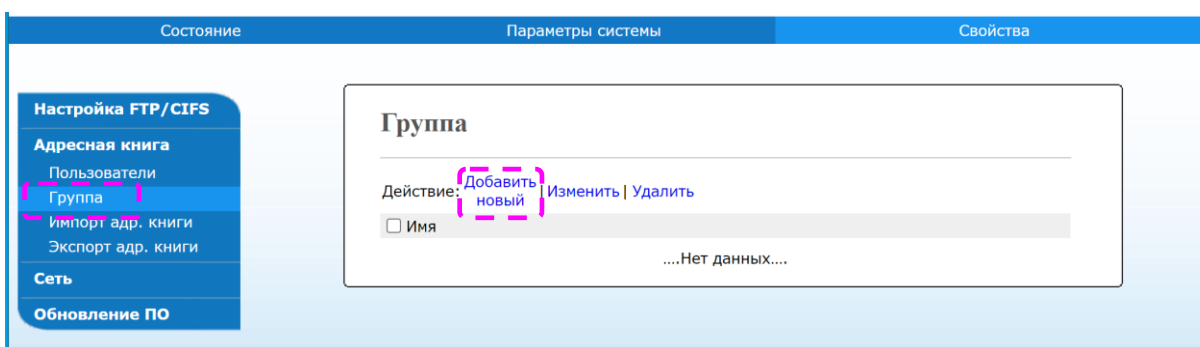 Состояние
Параметры системы
Свойства
Настройка FTP/CIFS
Адресная книга
Пользователи
Группа
Импорт адр. книги
Экспорт адр. книги
Сеть
Обновление ПО
Группа
Действие: Добавить новый | Изменить | Удалить
Имя
....Нет данных....